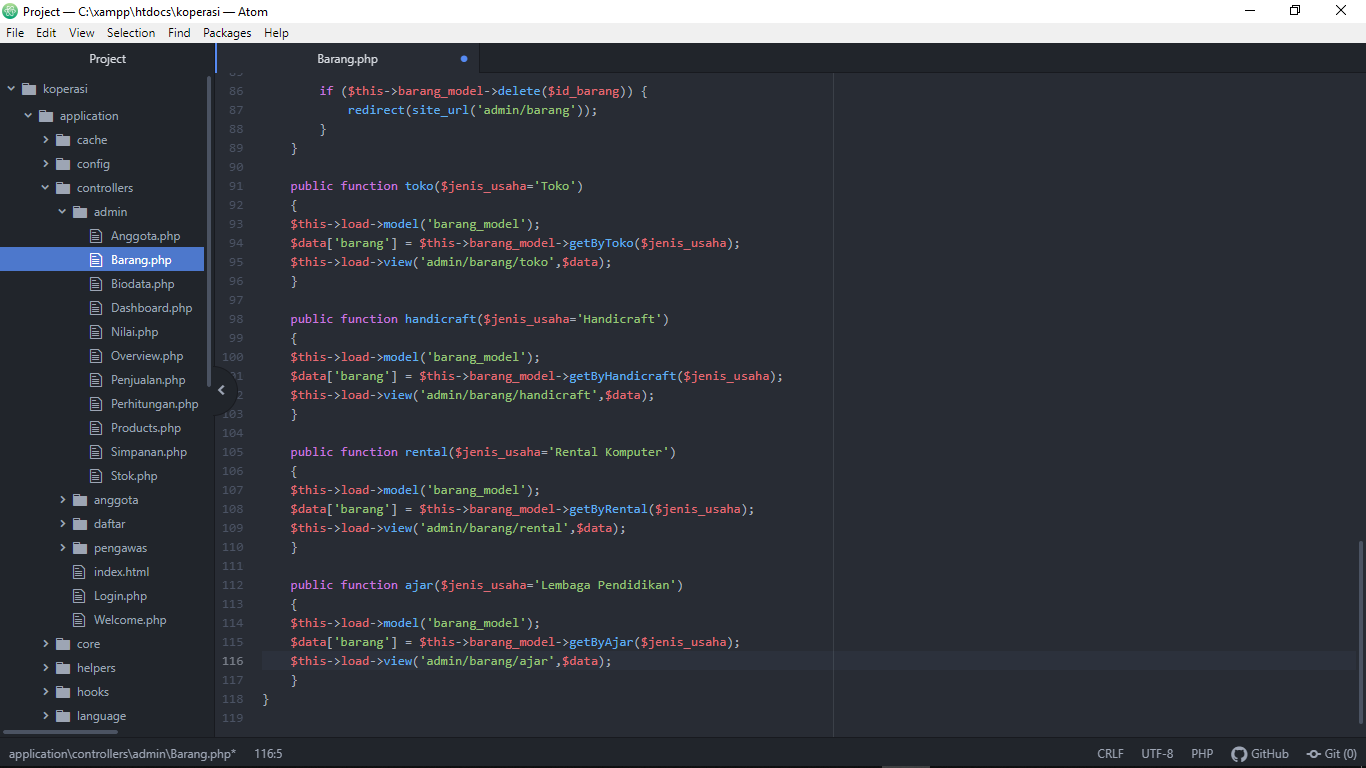 Project — C:\xampp\htdocs\koperasi — Atom
File Edit View Selection Find Packages Help
Project
koperasi
application
cache
config
controllers
admin
Anggota.php
Barang.php
Biodata.php
Dashboard.php
Nilai.php
Overview.php
Penjualan.php
Perhitungan.php
Products.php
Simpanan.php
Stok.php
anggota
daftar
pengawas
index.html
Login.php
Welcome.php
core
helpers
hooks
language
Barang.php
86 if ($this->barang_model->delete($id_barang)) {
87 redirect(site_url('admin/barang'));
88 }
89 }
90
91 public function toko($jenis_usaha='Toko')
92 {
93 $this->load->model('barang_model');
94 $data['barang'] = $this->barang_model->getByToko($jenis_usaha);
95 $this->load->view('admin/barang/toko',$data);
96 }
97
98 public function handicraft($jenis_usaha='Handicraft')
99 {
100 $this->load->model('barang_model');
$data['barang'] = $this->barang_model->getByHandicraft($jenis_usaha);
$this->load->view('admin/barang/handicraft',$data);
103 }
104
105 public function rental($jenis_usaha='Rental Komputer')
106 {
107 $this->load->model('barang_model');
108 $data['barang'] = $this->barang_model->getByRental($jenis_usaha);
109 $this->load->view('admin/barang/rental',$data);
110 }
111
112 public function ajar($jenis_usaha='Lembaga Pendidikan')
113 {
114 $this->load->model('barang_model');
115 $data['barang'] = $this->barang_model->getByAjar($jenis_usaha);
116 $this->load->view('admin/barang/ajar',$data);
117 }
118 }
119
application\controllers\admin\Barang.php* 116:5 CRLF UTF-8 PHP GitHub Git (0)